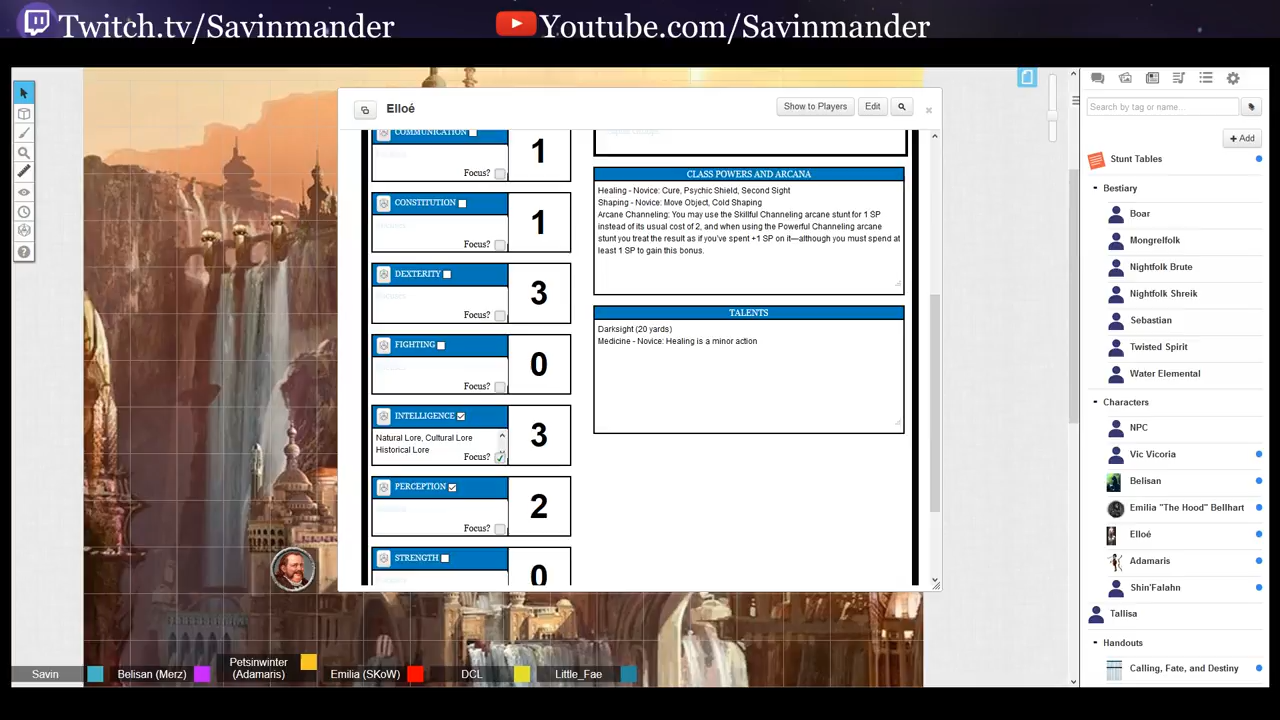 Twitch.tv/Savinmander
Youtube.com/Savinmander
Elloé
Show to Players
Edit
COMMUNICATION
1
Focus?
CONSTITUTION
1
Focus?
DEXTERITY
3
Focus?
FIGHTING
0
Focus?
INTELLIGENCE
3
Natural Lore, Cultural Lore
Historical Lore
Focus?
PERCEPTION
2
Focus?
STRENGTH
0
CLASS POWERS AND ARCANA
Healing - Novice: Cure, Psychic Shield, Second Sight
Shaping - Novice: Move Object, Cold Shaping
Arcane Channeling: You may use the Skillful Channeling arcane stunt for 1 SP
instead of its usual cost of 2, and when using the Powerful Channeling arcane
stunt you treat the result as if you've spent +1 SP on it—although you must spend at
least 1 SP to gain this bonus.
TALENTS
Darksight (20 yards)
Medicine - Novice: Healing is a minor action
Search by tag or name...
+ Add
Stunt Tables
Bestiary
Boar
Mongrelfolk
Nightfolk Brute
Nightfolk Shreik
Sebastian
Twisted Spirit
Water Elemental
Characters
NPC
Vic Vicoria
Belisan
Emilia "The Hood" Bellhart
Elloé
Adamaris
Shin'Falahn
Tallisa
Handouts
Calling, Fate, and Destiny
Savin
Belisan (Merz)
Petsinwinter
(Adamaris)
Emilia (SKoW)
DCL
Little_Fae